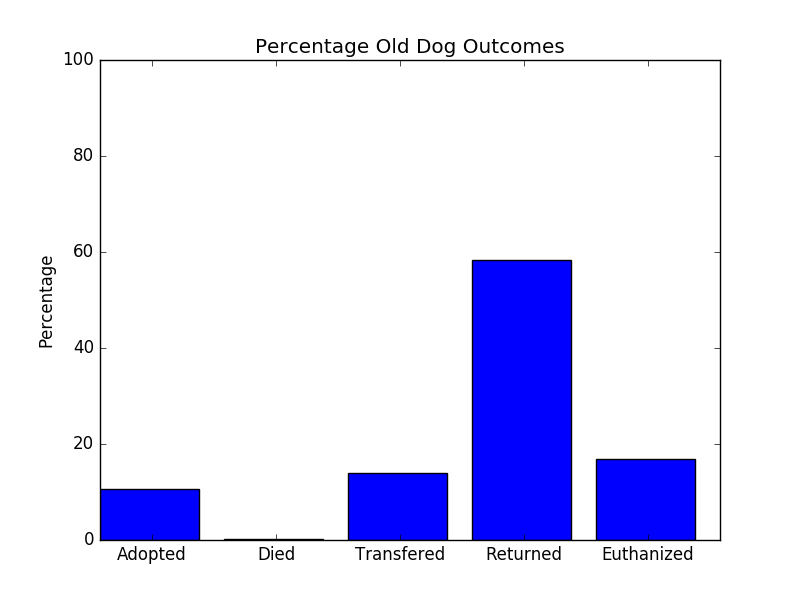 Percentage Old Dog Outcomes
100
80
60
40
20
0
Percentage
Adopted Died Transfered Returned Euthanized